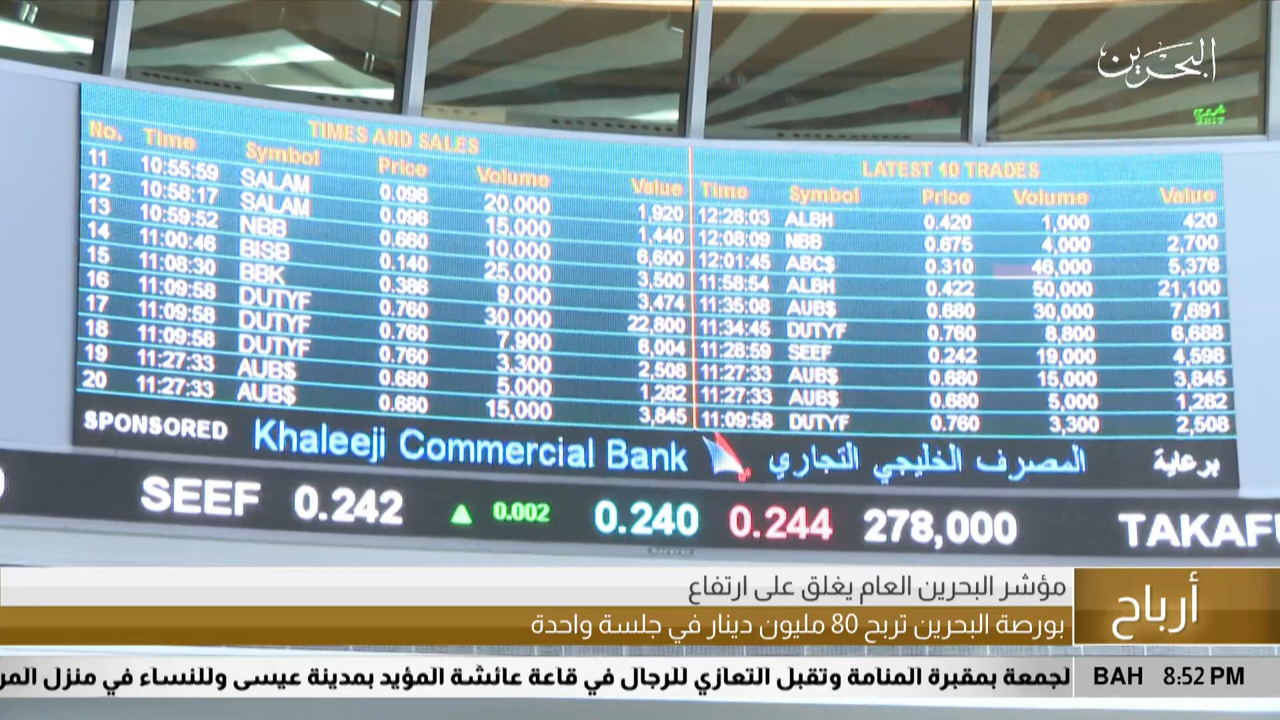 البحرين
TIMES AND SALES
No. Time Symbol Price Volume Value
11 10:55:59 SALAM 0.096 20,000 1,920
12 10:58:17 SALAM 0.096 15,000 1,440
13 10:59:52 NBB 0.660 10,000 6,600
14 11:00:46 BISB 0.140 25,000 3,500
15 11:08:30 BBK 0.386 9,000 3,474
16 11:09:58 DUTYF 0.760 30,000 22,800
17 11:09:58 DUTYF 0.760 7,900 6,004
18 11:09:58 DUTYF 0.760 3,300 2,508
19 11:27:33 AUB$ 0.680 5,000 1,282
20 11:27:33 AUB$ 0.680 15,000 3,845
LATEST 10 TRADES
Time Symbol Price Volume Value
12:28:03 ALBH 0.420 1,000 420
12:08:09 NBB 0.675 4,000 2,700
12:01:45 ABC$ 0.310 46,000 5,376
11:58:54 ALBH 0.422 50,000 21,100
11:35:08 AUB$ 0.680 30,000 7,691
11:34:45 DUTYF 0.760 8,800 6,688
11:28:59 SEEF 0.242 19,000 4,598
11:27:33 AUB$ 0.680 15,000 3,845
11:27:33 AUB$ 0.680 5,000 1,282
11:09:58 DUTYF 0.760 3,300 2,508
SPONSORED Khaleeji Commercial Bank المصرف الخليجي التجاري برعاية
SEEF 0.242 ▲ 0.002 0.240 0.244 278,000 TAKAFU
أرباح
مؤشر البحرين العام يغلق على ارتفاع
بورصة البحرين تربح 80 مليون دينار في جلسة واحدة
لجمعة بمقبرة المنامة وتقبل التعازي للرجال في قاعة عائشة المؤيد بمدينة عيسى وللنساء في منزل المر
BAH 8:52 PM